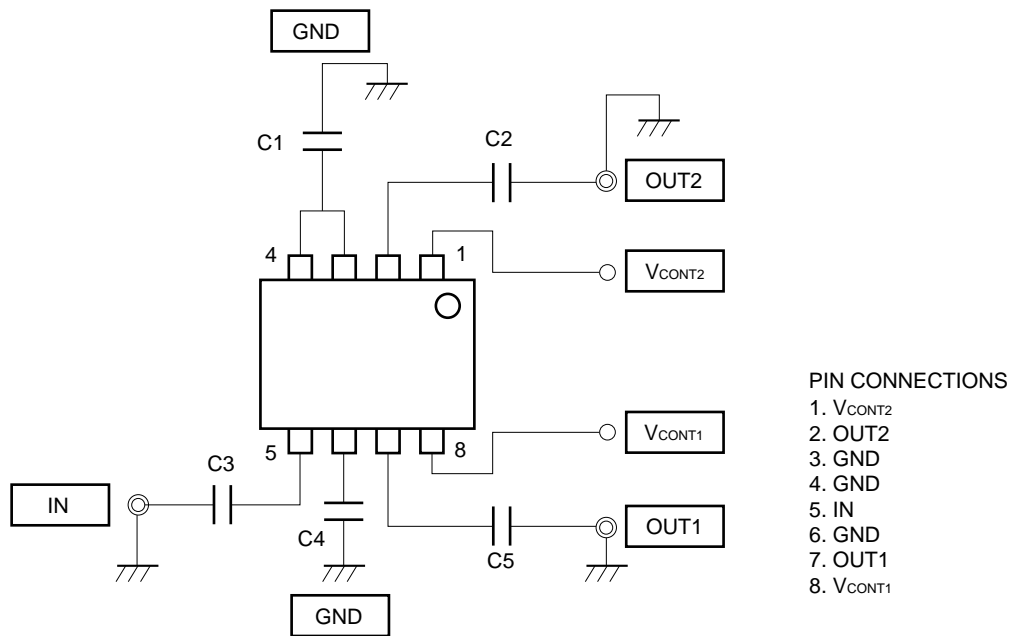 GND
C1
C2
OUT2
4
1
VCONT2
VCONT1
5
8
C3
IN
C4
C5
OUT1
GND
PIN CONNECTIONS
1. VCONT2
2. OUT2
3. GND
4. GND
5. IN
6. GND
7. OUT1
8. VCONT1